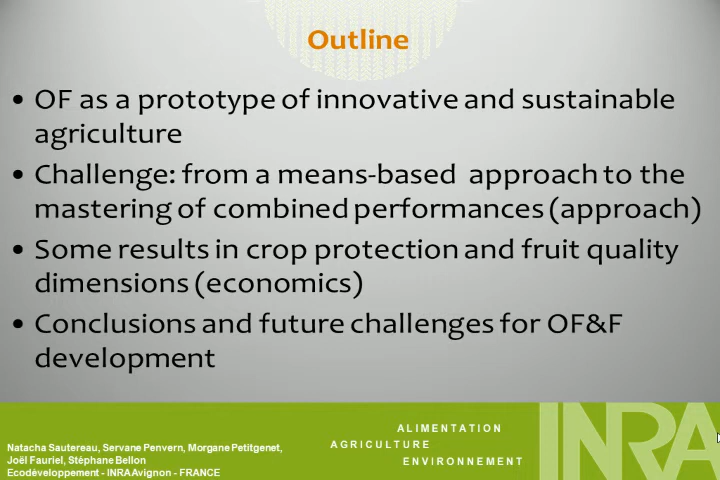 Outline
• OF as a prototype of innovative and sustainable
agriculture
• Challenge: from a means-based approach to the
mastering of combined performances (approach)
• Some results in crop protection and fruit quality
dimensions (economics)
• Conclusions and future challenges for OF&F
development
Natacha Sautereau, Servane Penvern, Morgane Petitgenet,
Joël Fauriel, Stéphane Bellon
Ecodéveloppement - INRA Avignon - FRANCE
ALIMENTATION
AGRICULTURE
ENVIRONNEMENT
INRA